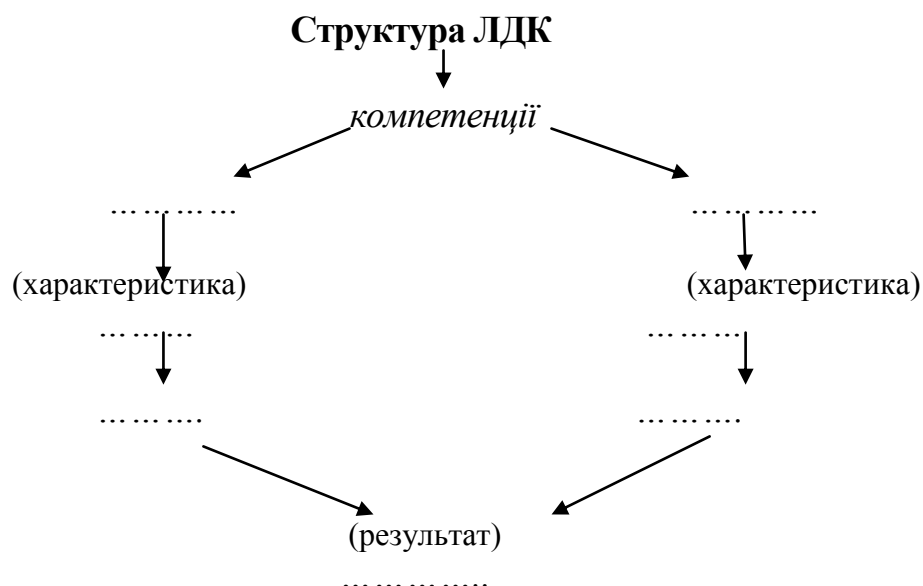 Структура ЛДК
компетенції
………… …………
(характеристика) (характеристика)
……… ………
………. ……….
(результат)
…………..